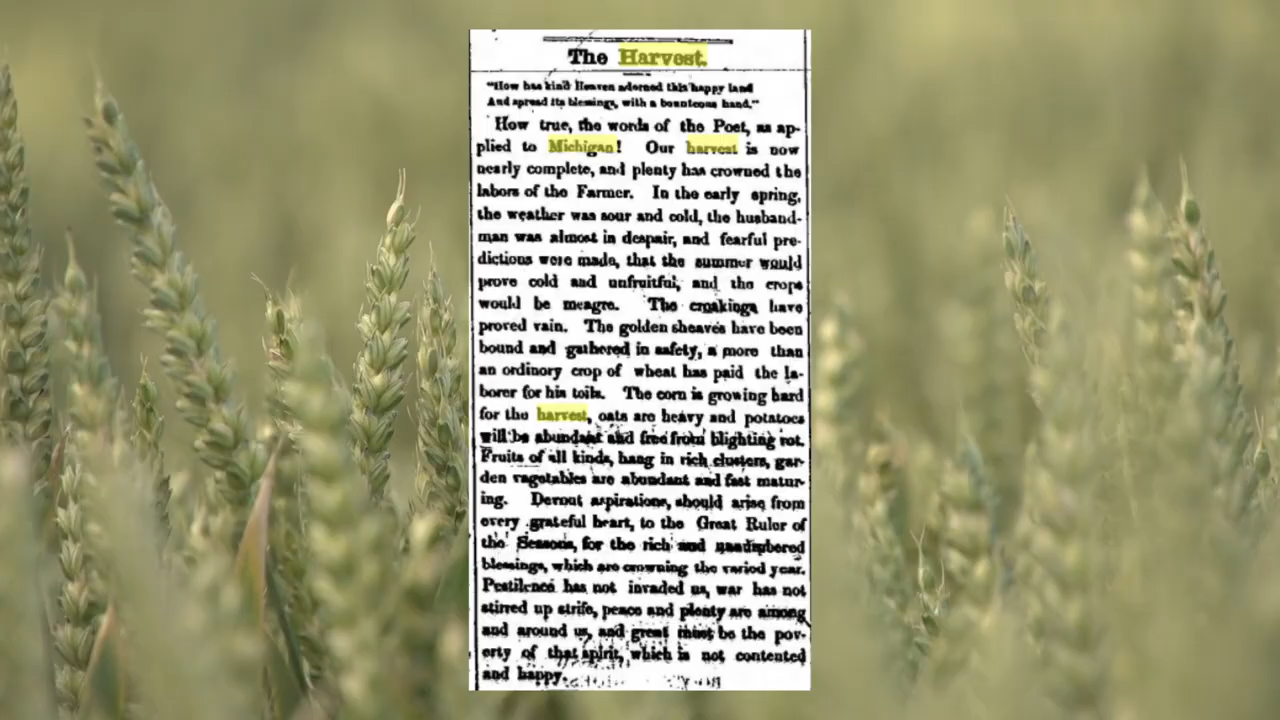 The Harvest.
"How has kind Heaven adorned this happy land
And spread its blessings, with a bounteous hand."
How true, the words of the Poet, as ap-
plied to Michigan! Our harvest is now
nearly complete, and plenty has crowned the
labors of the Farmer. In the early spring,
the weather was sour and cold, the husband-
man was almost in despair, and fearful pre-
dictions were made, that the summer would
prove cold and unfruitful, and the crops
would be meagre. The croakings have
proved vain. The golden sheaves have been
bound and gathered in safety, a more than
an ordinory crop of wheat has paid the la-
borer for his toils. The corn is growing hard
for the harvest, oats are heavy and potatoes
will be abundant and free from blighting rot.
Fruits of all kinds, hang in rich clusters, gar-
den vagetables are abundant and fast matur-
ing. Devout aspirations, should arise from
every grateful heart, to the Great Ruler of
the Seasons, for the rich and
blessings, which are crowning the varied year.
Pestilence has not invaded us, war has not
stirred up strife, peace and plenty are among
and around us, and great must be the pov-
erty of that spirit, which is not contented
and happy.